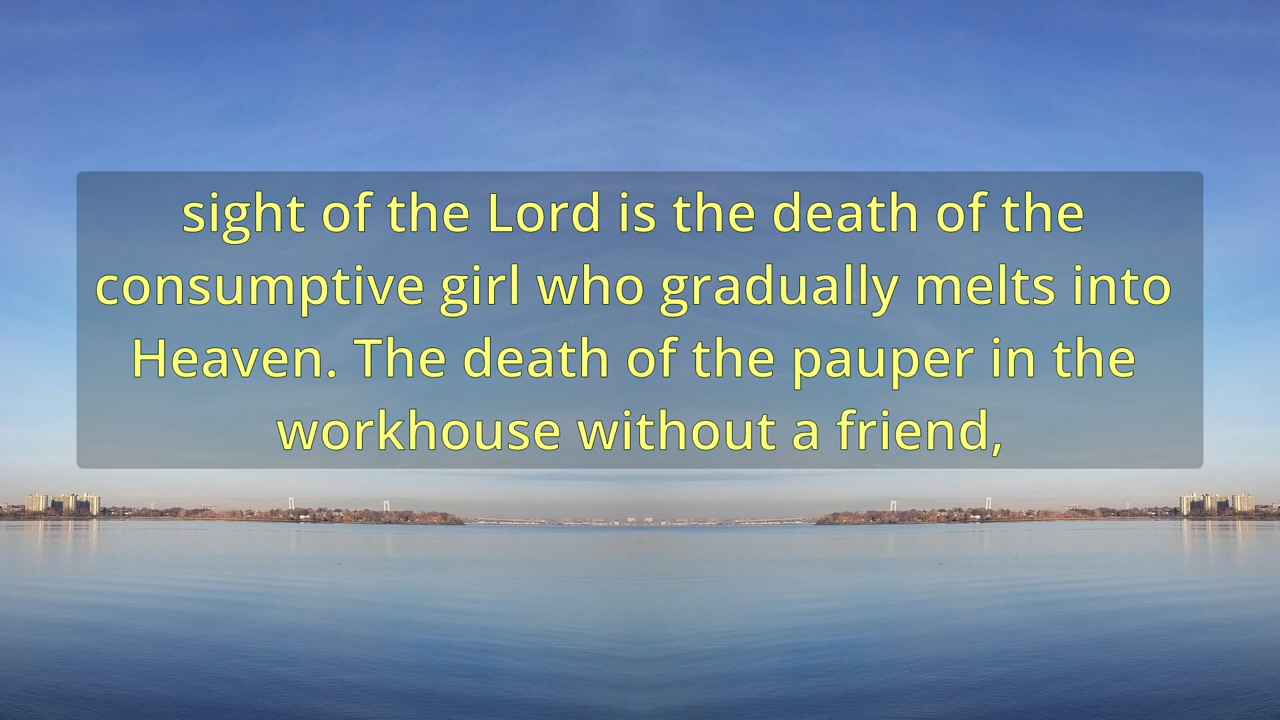 sight of the Lord is the death of the
consumptive girl who gradually melts into
Heaven. The death of the pauper in the
workhouse without a friend,